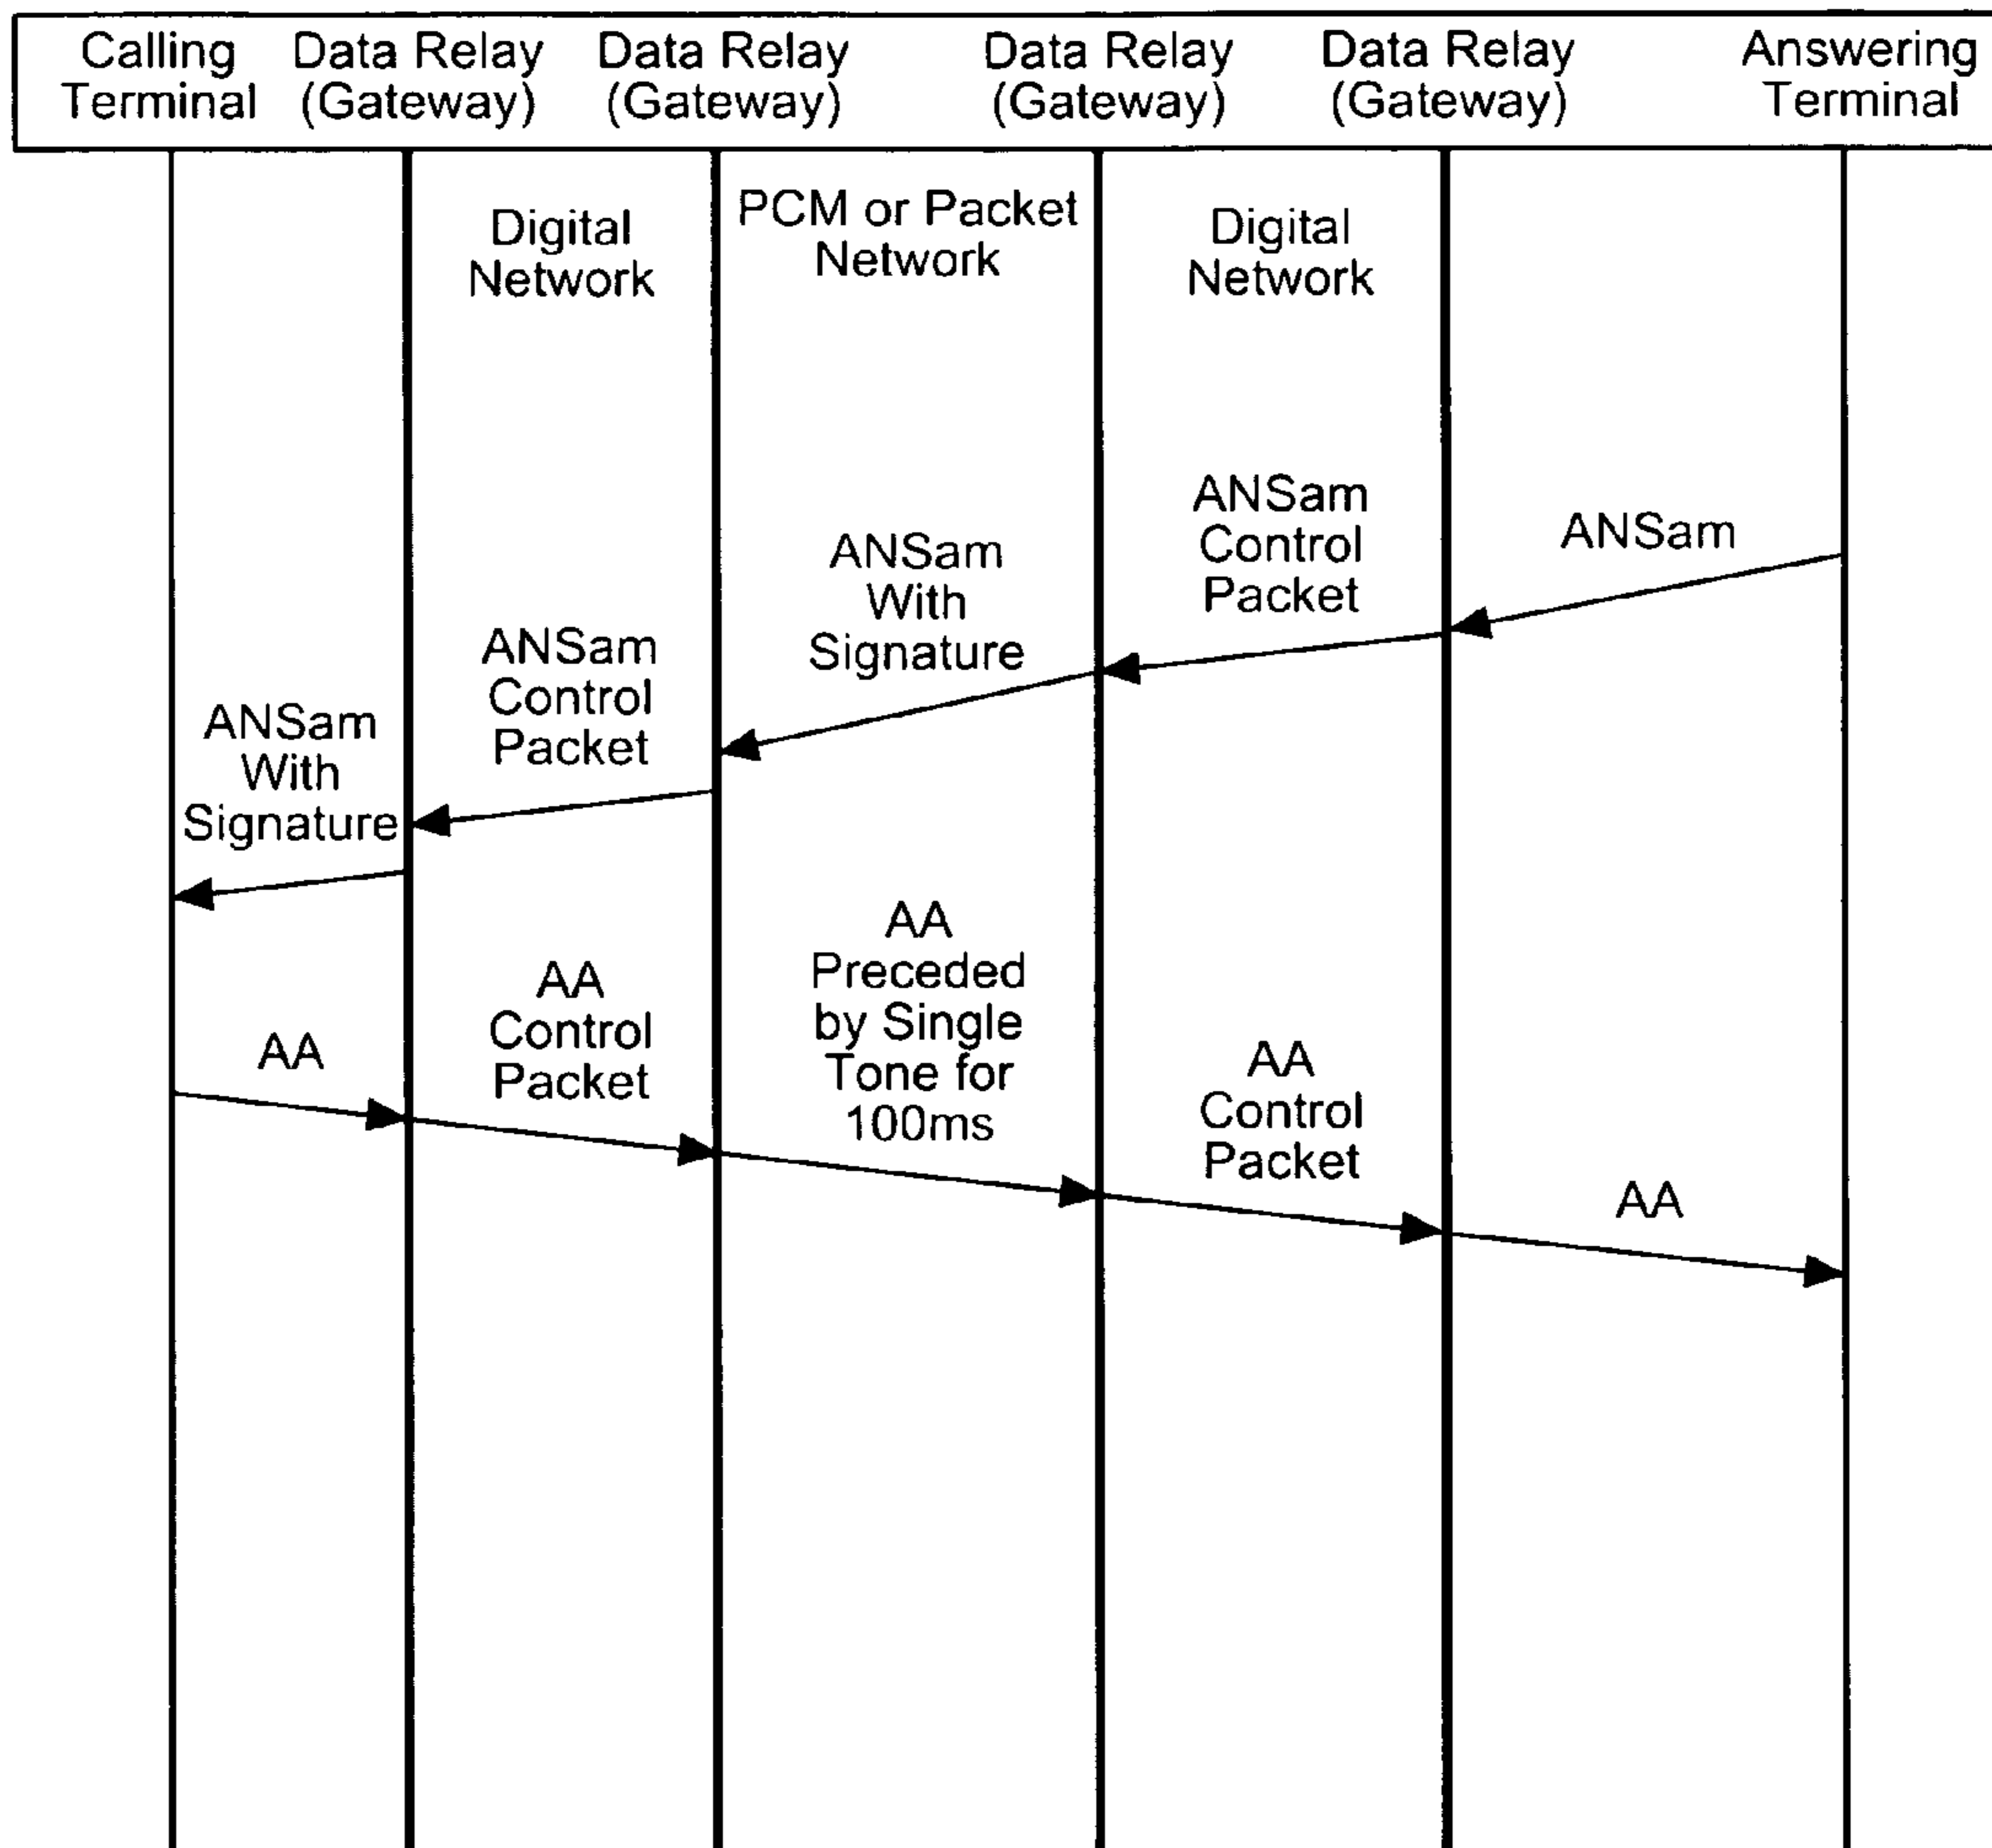 Calling
Terminal
Data Relay
(Gateway)
Data Relay
(Gateway)
Data Relay
(Gateway)
Data Relay
(Gateway)
Answering
Terminal
Digital
Network
PCM or Packet
Network
Digital
Network
ANSam
ANSam
Control
Packet
ANSam
With
Signature
ANSam
Control
Packet
ANSam
With
Signature
AA
AA
Control
Packet
AA
Preceded
by Single
Tone for
100ms
AA
Control
Packet
AA